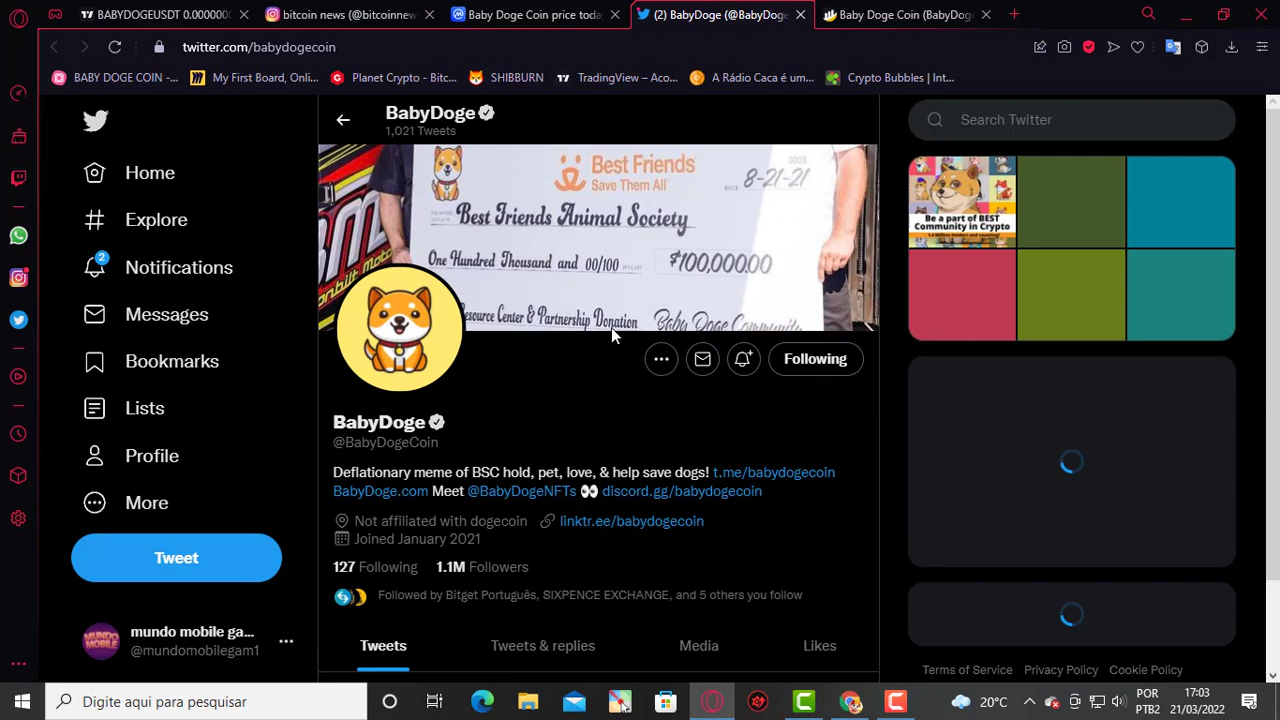 BABYDOGEUSDT 0.0000000
bitcoin news (@bitcoinnew
Baby Doge Coin price toda
(2) BabyDoge (@BabyDoge
Baby Doge Coin (BabyDog
twitter.com/babydogecoin
BABY DOGE COIN -...
My First Board, Onli...
Planet Crypto - Bitc...
SHIBBURN
TradingView – Aco...
A Rádio Caca é um...
Crypto Bubbles | Int...
Home
Explore
2
Notifications
Messages
Bookmarks
Lists
Profile
More
Tweet
mundo mobile ga...
@mundomobilegam1
MUNDO
MOBILE
BabyDoge
1,021 Tweets
Best Friends
Save Them All
DATE 8-21-21
Best Friends Animal Society
One Hundred Thousand and 00/100
$100,000.00
Resource Center & Partnership Donation
Baby Doge Community
Following
BabyDoge
@BabyDogeCoin
Deflationary meme of BSC hold, pet, love, & help save dogs! t.me/babydogecoin
BabyDoge.com Meet @BabyDogeNFTs 👀 discord.gg/babydogecoin
Not affiliated with dogecoin linktr.ee/babydogecoin
Joined January 2021
127 Following 1.1M Followers
Followed by Bitget Português, SIXPENCE EXCHANGE, and 5 others you follow
Tweets
Tweets & replies
Media
Likes
Search Twitter
Be a part of BEST
Community in Crypto
Terms of Service
Privacy Policy
Cookie Policy
Digite aqui para pesquisar
20°C
POR
PTB2
17:03
21/03/2022